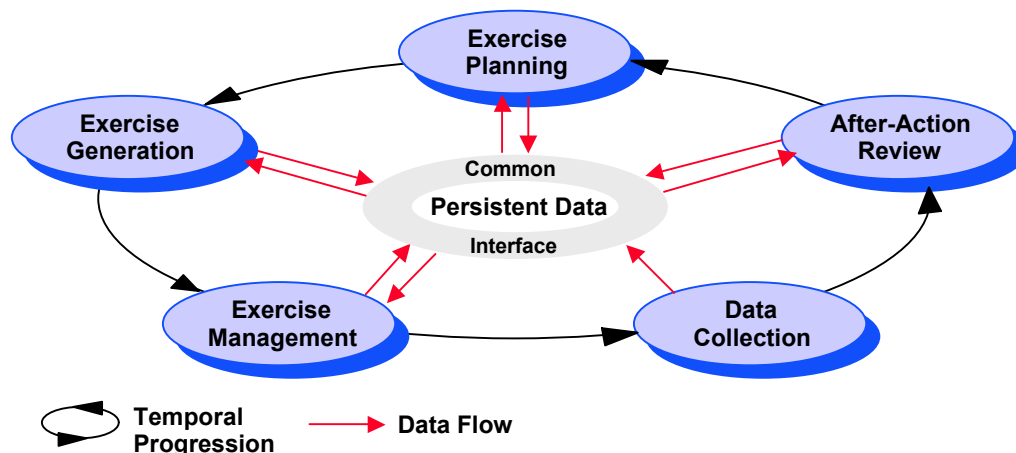 Exercise
Planning
Exercise
Generation
After-Action
Review
Common
Persistent Data
Interface
Exercise
Management
Data
Collection
Temporal
Progression
Data Flow